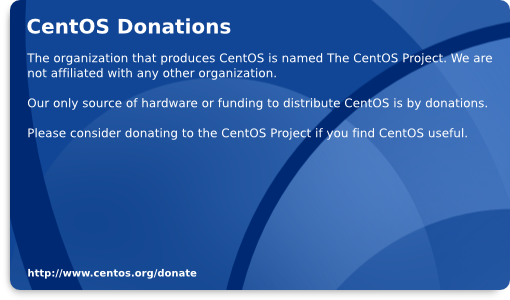 CentOS Donations
The organization that produces CentOS is named The CentOS Project. We are
not affiliated with any other organization.
Our only source of hardware or funding to distribute CentOS is by donations.
Please consider donating to the CentOS Project if you find CentOS useful.
http://www.centos.org/donate